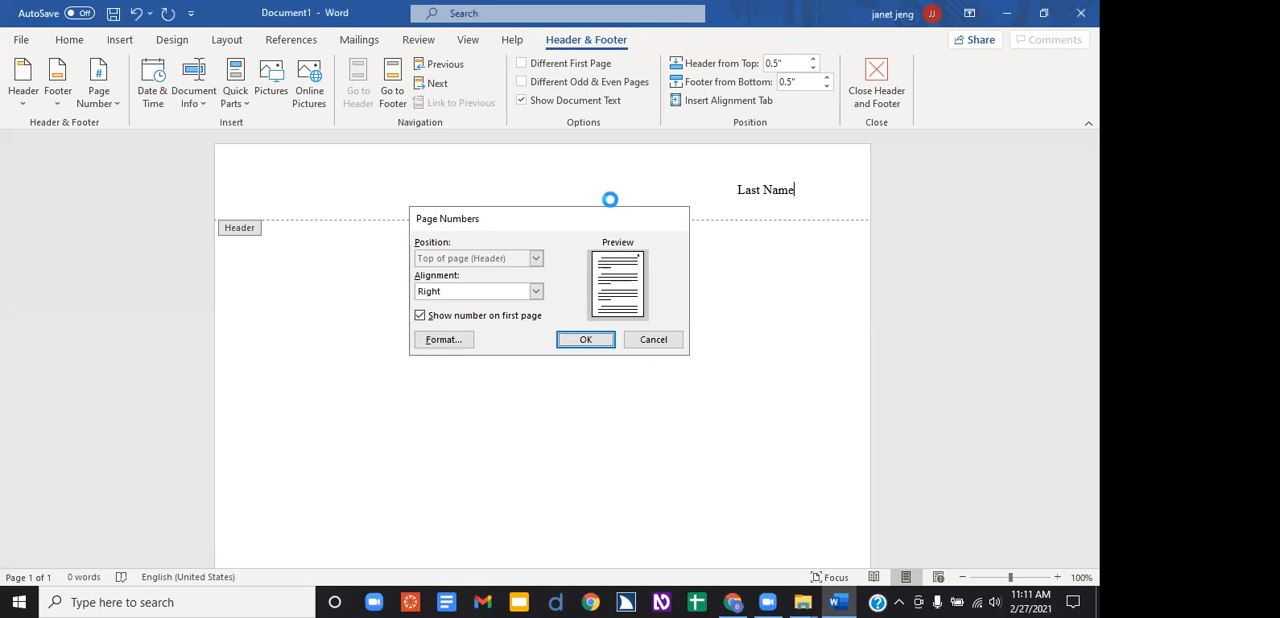 AutoSave Off Document1 - Word Search janet jeng JJ
File Home Insert Design Layout References Mailings Review View Help Header & Footer Share Comments
Header Footer Page Number Date & Time Document Info Quick Parts Pictures Online Pictures Go to Header Go to Footer
Previous
Next
Link to Previous
Different First Page
Different Odd & Even Pages
Show Document Text
Header from Top: 0.5"
Footer from Bottom: 0.5"
Insert Alignment Tab
Close Header and Footer
Header & Footer Insert Navigation Options Position Close
Last Name
Header
Page Numbers
Position:
Top of page (Header)
Alignment:
Right
Show number on first page
Preview
Format... OK Cancel
Page 1 of 1 0 words English (United States) Focus 100%
Type here to search
11:11 AM
2/27/2021